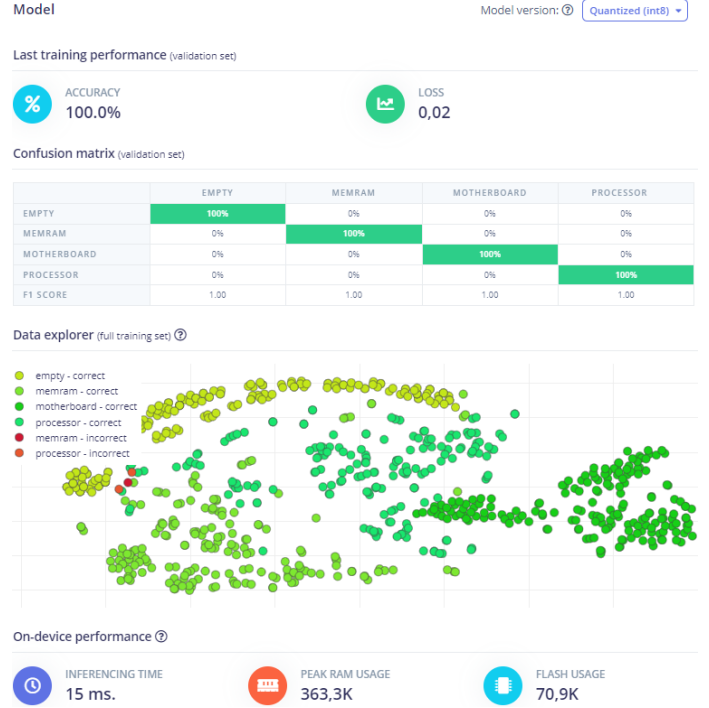 Model Model version: Quantized (int8)
Last training performance (validation set)
% ACCURACY LOSS
100.0% 0,02
Confusion matrix (validation set)
EMPTY MEMRAM MOTHERBOARD PROCESSOR
EMPTY 100% 0% 0% 0%
MEMRAM 0% 100% 0% 0%
MOTHERBOARD 0% 0% 100% 0%
PROCESSOR 0% 0% 0% 100%
F1 SCORE 1.00 1.00 1.00 1.00
Data explorer (full training set) ?
empty - correct
memram - correct
motherboard - correct
processor - correct
memram - incorrect
processor - incorrect
On-device performance ?
INFERENCING TIME PEAK RAM USAGE FLASH USAGE
15 ms. 363,3K 70,9K